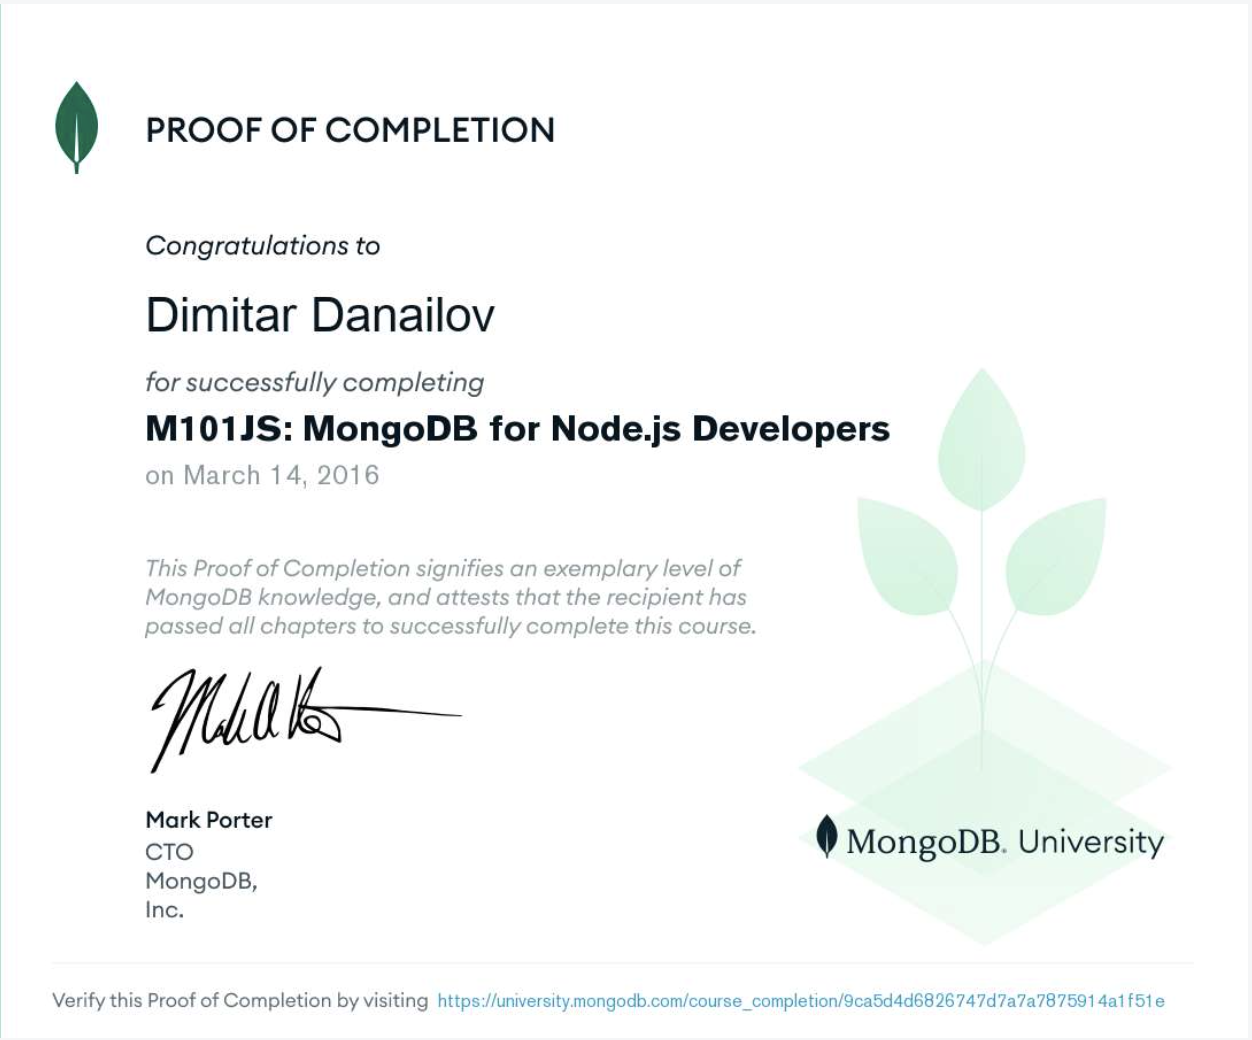 PROOF OF COMPLETION
Congratulations to
Dimitar Danailov
for successfully completing
M101JS: MongoDB for Node.js Developers
on March 14, 2016
This Proof of Completion signifies an exemplary level of
MongoDB knowledge, and attests that the recipient has
passed all chapters to successfully complete this course.
Mark Porter
CTO
MongoDB,
Inc.
MongoDB. University
Verify this Proof of Completion by visiting https://university.mongodb.com/course_completion/9ca5d4d6826747d7a7a7875914a1f51e